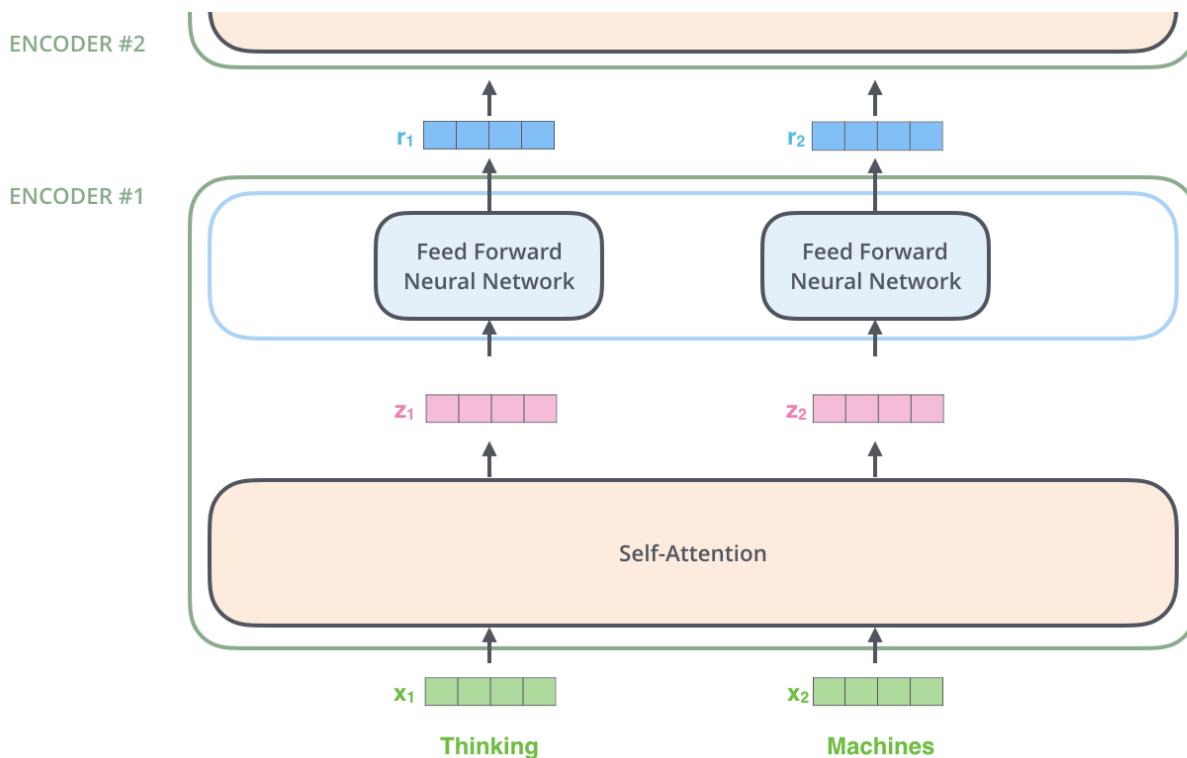 ENCODER #2
r₁
r₂
ENCODER #1
Feed Forward
Neural Network
Feed Forward
Neural Network
z₁
z₂
Self-Attention
x₁
x₂
Thinking
Machines